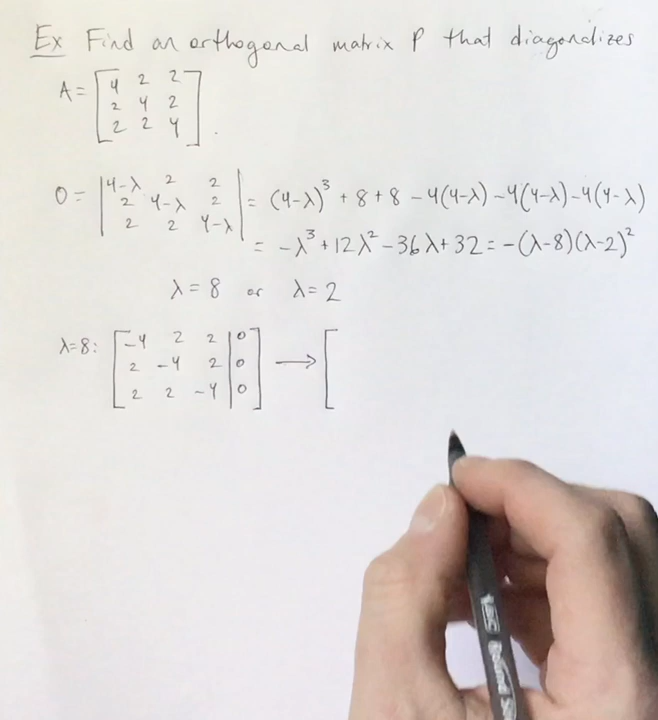 Ex Find an orthogonal matrix P that diagonalizes
A = [4 2 2
2 4 2
2 2 4].
0 = |4-λ 2 2
2 4-λ 2
2 2 4-λ| = (4-λ)³ + 8 + 8 - 4(4-λ) - 4(4-λ) - 4(4-λ)
= -λ³ + 12λ² - 36λ + 32 = -(λ-8)(λ-2)²
λ = 8 or λ = 2
λ=8: [-4 2 2 | 0
2 -4 2 | 0
2 2 -4 | 0] → [